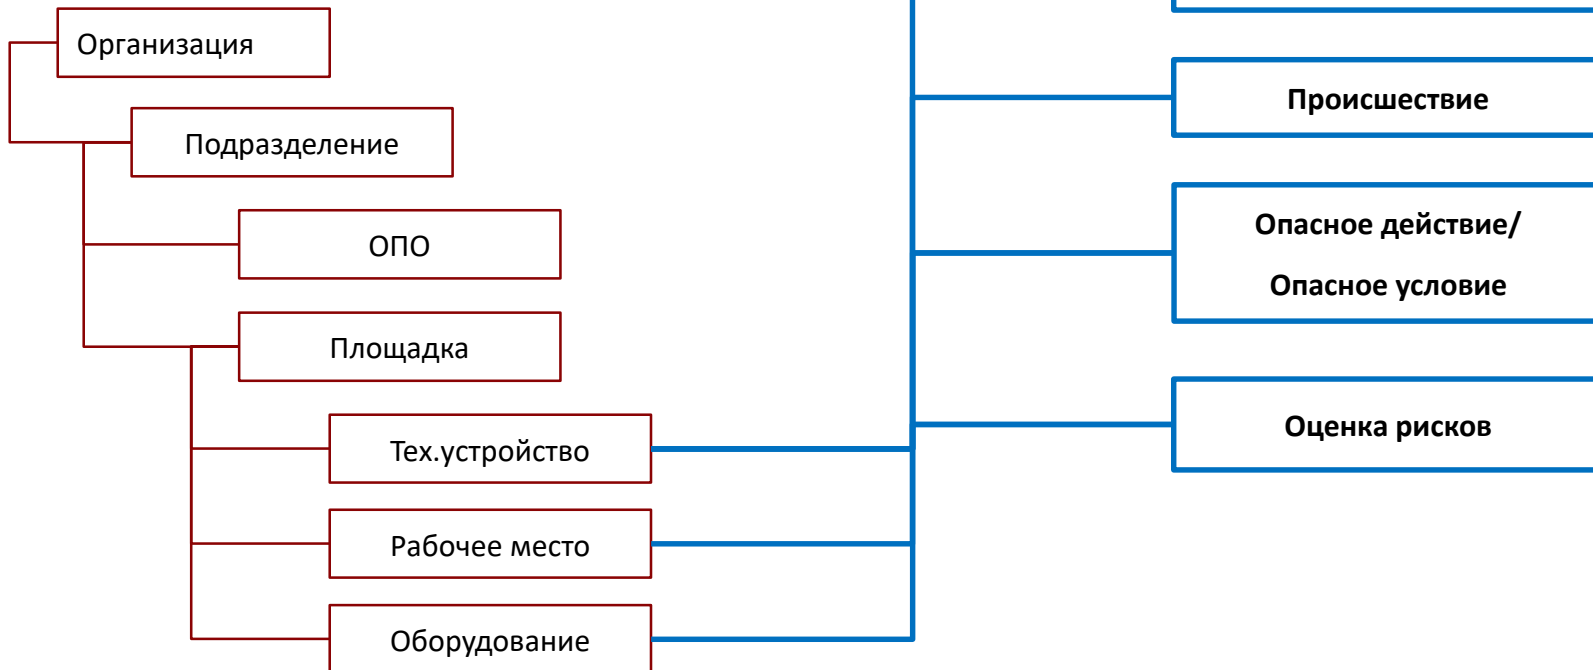 Организация
Подразделение
ОПО
Площадка
Тех.устройство
Рабочее место
Оборудование
Происшествие
Опасное действие/
Опасное условие
Оценка рисков